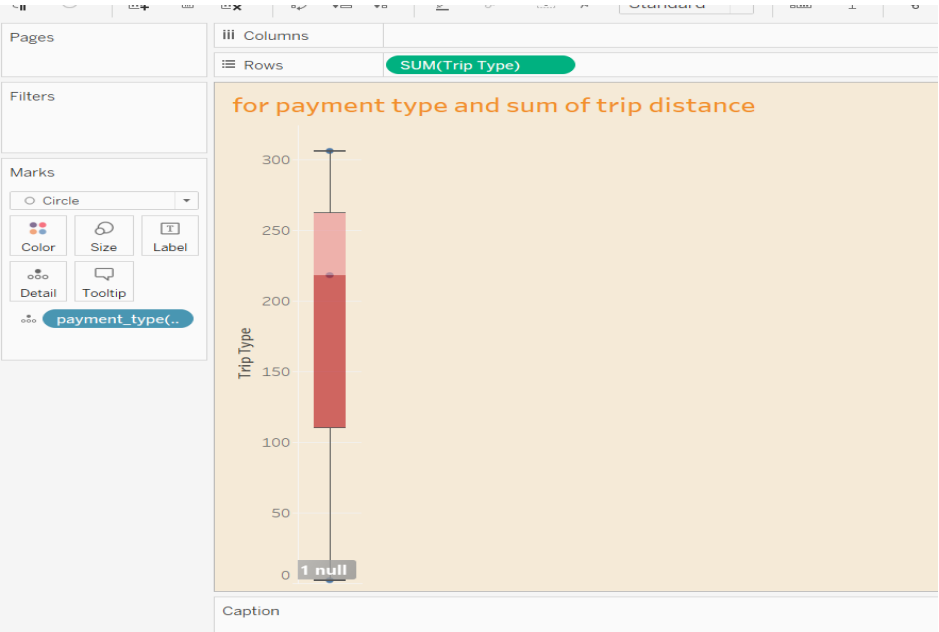 Standard
Pages
iii Columns
Rows
SUM(Trip Type)
Filters
for payment type and sum of trip distance
Marks
Circle
Color
Size
T
Label
Detail
Tooltip
payment_type(..
Trip Type
300
250
200
150
100
50
0
1 null
Caption